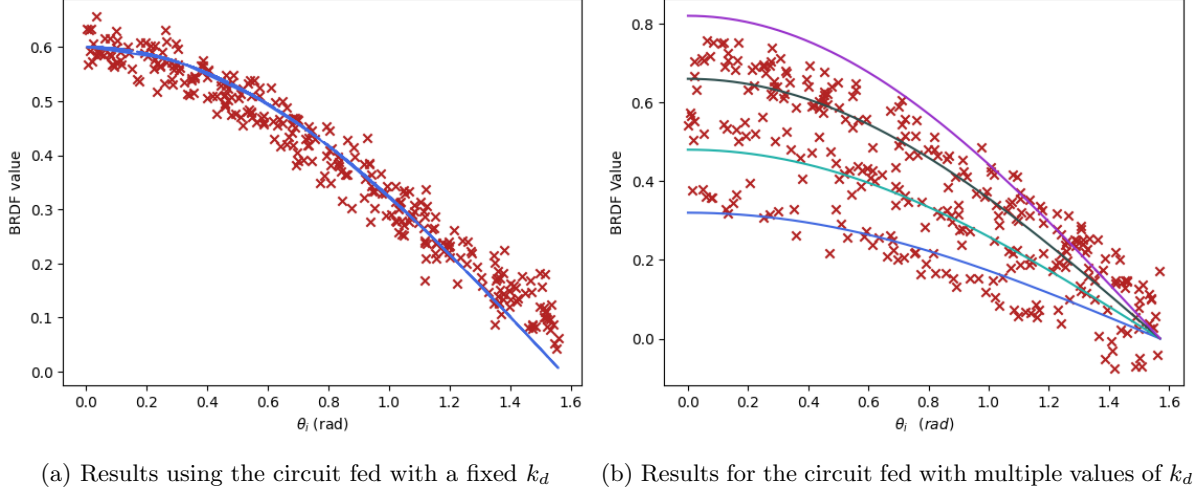 0.6
0.5
0.4
0.3
0.2
0.1
0.0
BRDF value
0.0 0.2 0.4 0.6 0.8 1.0 1.2 1.4 1.6
θi (rad)
0.8
0.6
0.4
0.2
0.0
BRDF value
0.0 0.2 0.4 0.6 0.8 1.0 1.2 1.4 1.6
θi (rad)
(a) Results using the circuit fed with a fixed kd
(b) Results for the circuit fed with multiple values of kd